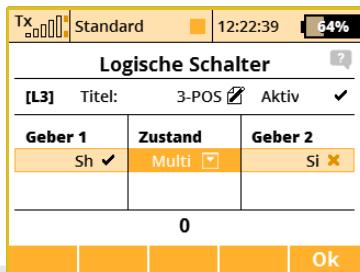 Tx Standard 12:22:39 64%
Logische Schalter ?
[L3] Titel: 3-POS Aktiv
Geber 1 Zustand Geber 2
Sh Multi Si
0
Ok